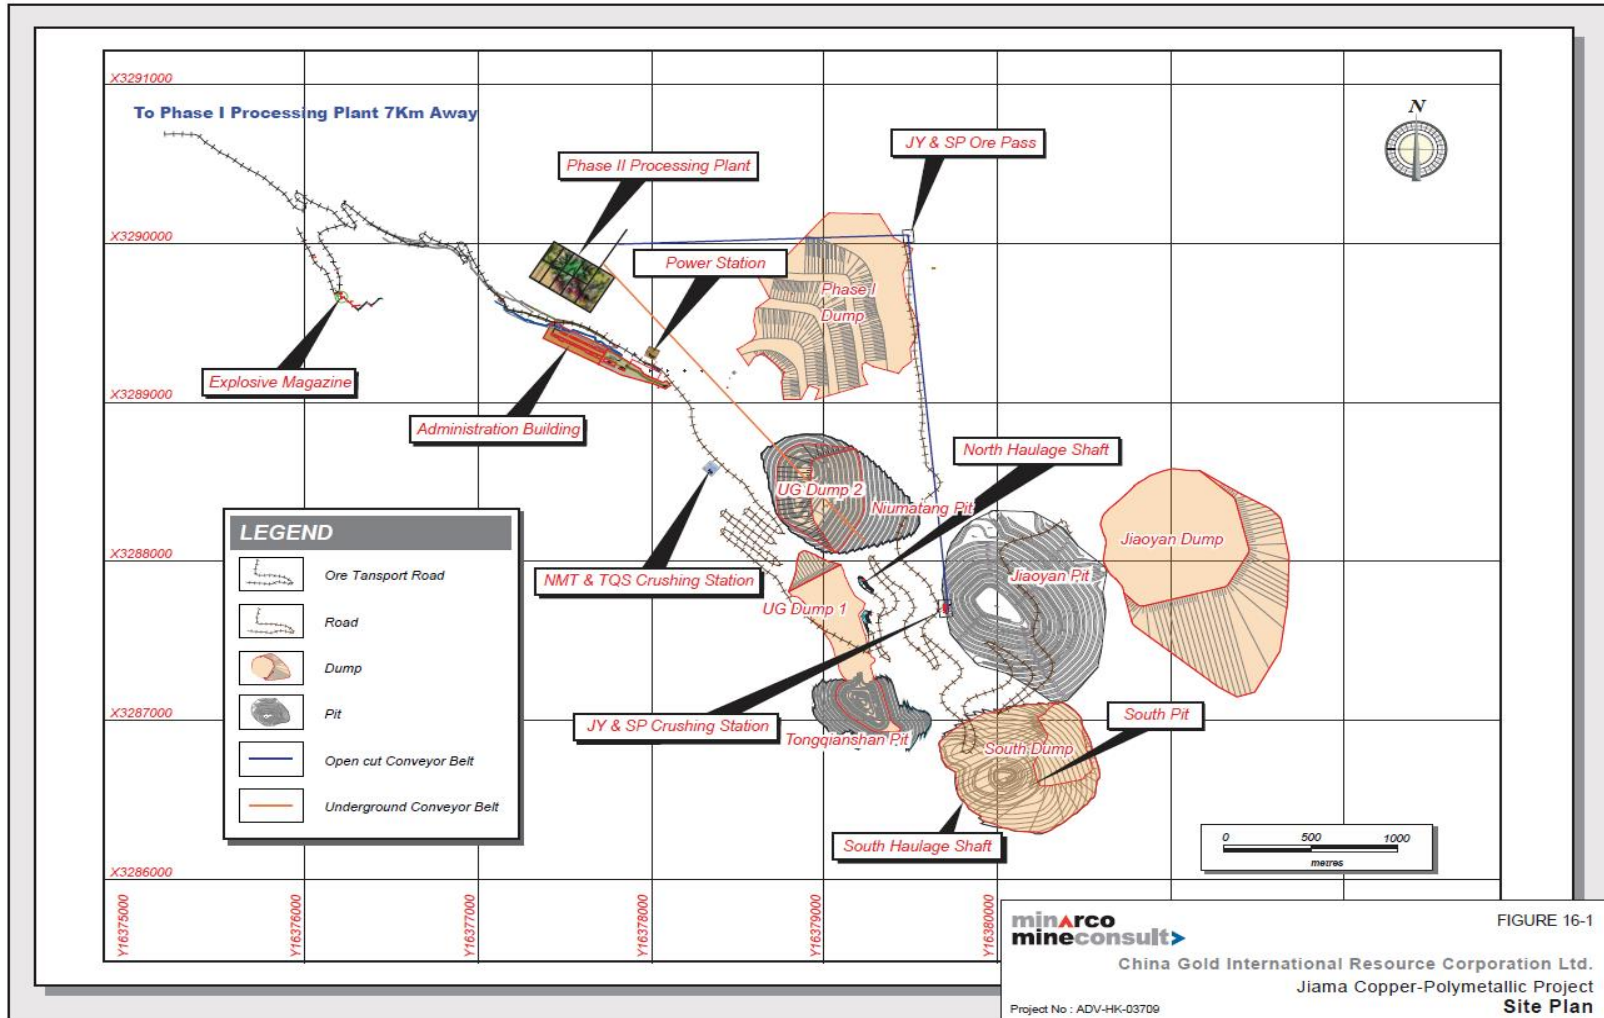 X3291000
To Phase I Processing Plant 7Km Away
N
JY & SP Ore Pass
Phase II Processing Plant
X3290000
Power Station
Phase I
Dump
Explosive Magazine
X3289000
Administration Building
North Haulage Shaft
UG Dump 2
Niumatang Pit
Jiaoyan Dump
X3288000
NMT & TQS Crushing Station
Jiaoyan Pit
UG Dump 1
JY & SP Crushing Station
X3287000
South Pit
Tongqianshan Pit
South Dump
South Haulage Shaft
X3286000
LEGEND
Ore Tansport Road
Road
Dump
Pit
Open cut Conveyor Belt
Underground Conveyor Belt
0 500 1000
metres
Y16375000
Y16376000
Y16377000
Y16378000
Y16379000
Y16380000
minarco
mineconsult
FIGURE 16-1
China Gold International Resource Corporation Ltd.
Jiama Copper-Polymetallic Project
Project No : ADV-HK-03709
Site Plan